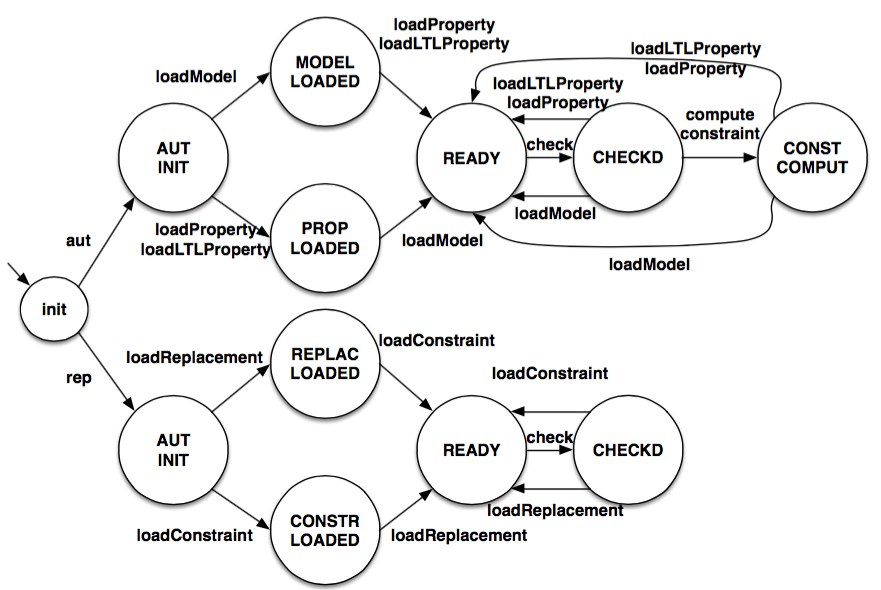 loadProperty
loadLTLProperty
loadModel
MODEL
LOADED
loadLTLProperty
loadProperty
loadLTLProperty
loadProperty
compute
constraint
AUT
INIT
READY
check
CHECKD
CONST
COMPUT
loadProperty
loadLTLProperty
PROP
LOADED
loadModel
loadModel
loadModel
aut
init
rep
loadReplacement
REPLAC
LOADED
loadConstraint
loadConstraint
AUT
INIT
READY
check
CHECKD
loadConstraint
CONSTR
LOADED
loadReplacement
loadReplacement